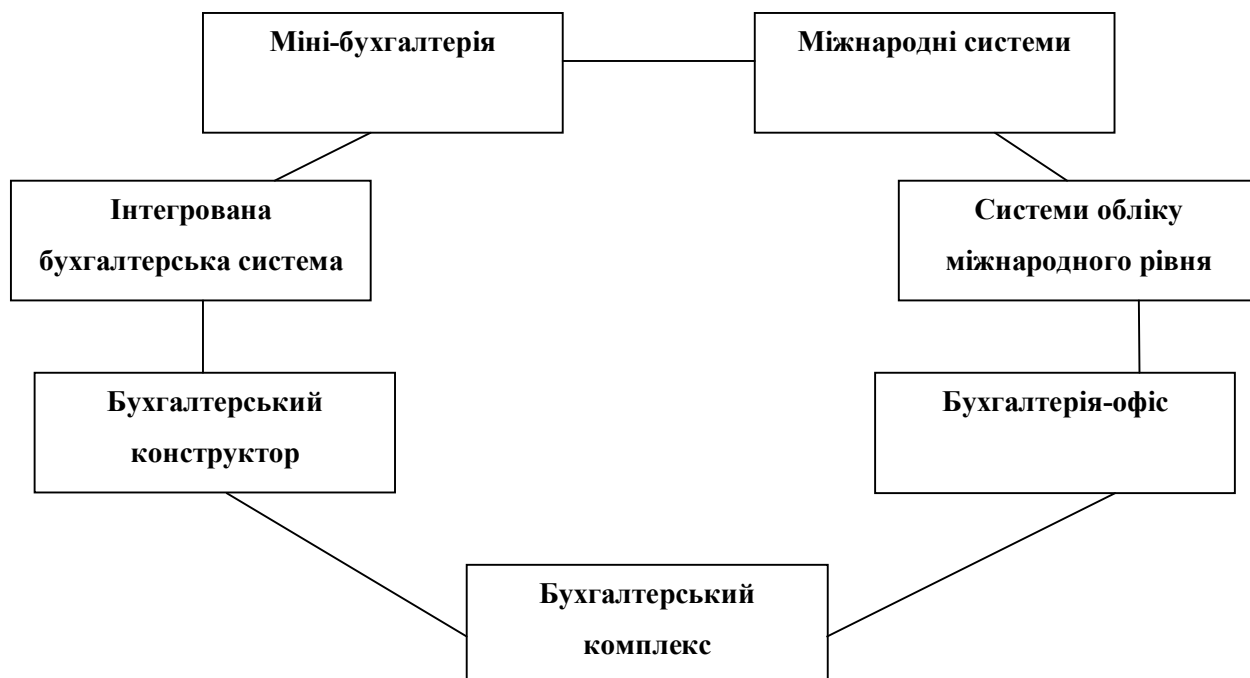 Міні-бухгалтерія
Міжнародні системи
Інтегрована
бухгалтерська система
Системи обліку
міжнародного рівня
Бухгалтерський
конструктор
Бухгалтерія-офіс
Бухгалтерський
комплекс